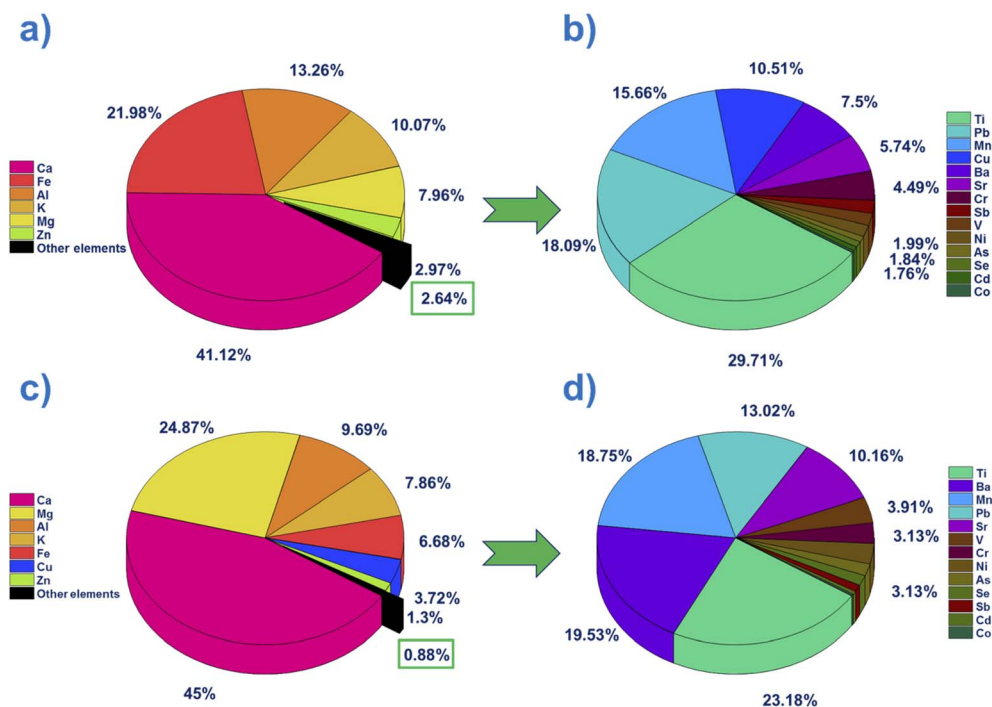 a)
13.26%
21.98%
10.07%
7.96%
2.97%
2.64%
41.12%
Ca
Fe
Al
K
Mg
Zn
Other elements
b)
10.51%
15.66%
7.5%
5.74%
4.49%
18.09%
1.99%
1.84%
1.76%
29.71%
Ti
Pb
Mn
Cu
Ba
Sr
Cr
Sb
V
Ni
As
Se
Cd
Co
c)
24.87%
9.69%
7.86%
6.68%
3.72%
1.3%
0.88%
45%
Ca
Mg
Al
K
Fe
Cu
Zn
Other elements
d)
13.02%
18.75%
10.16%
3.91%
3.13%
3.13%
19.53%
23.18%
Ti
Ba
Mn
Pb
Sr
V
Cr
Ni
As
Se
Sb
Cd
Co